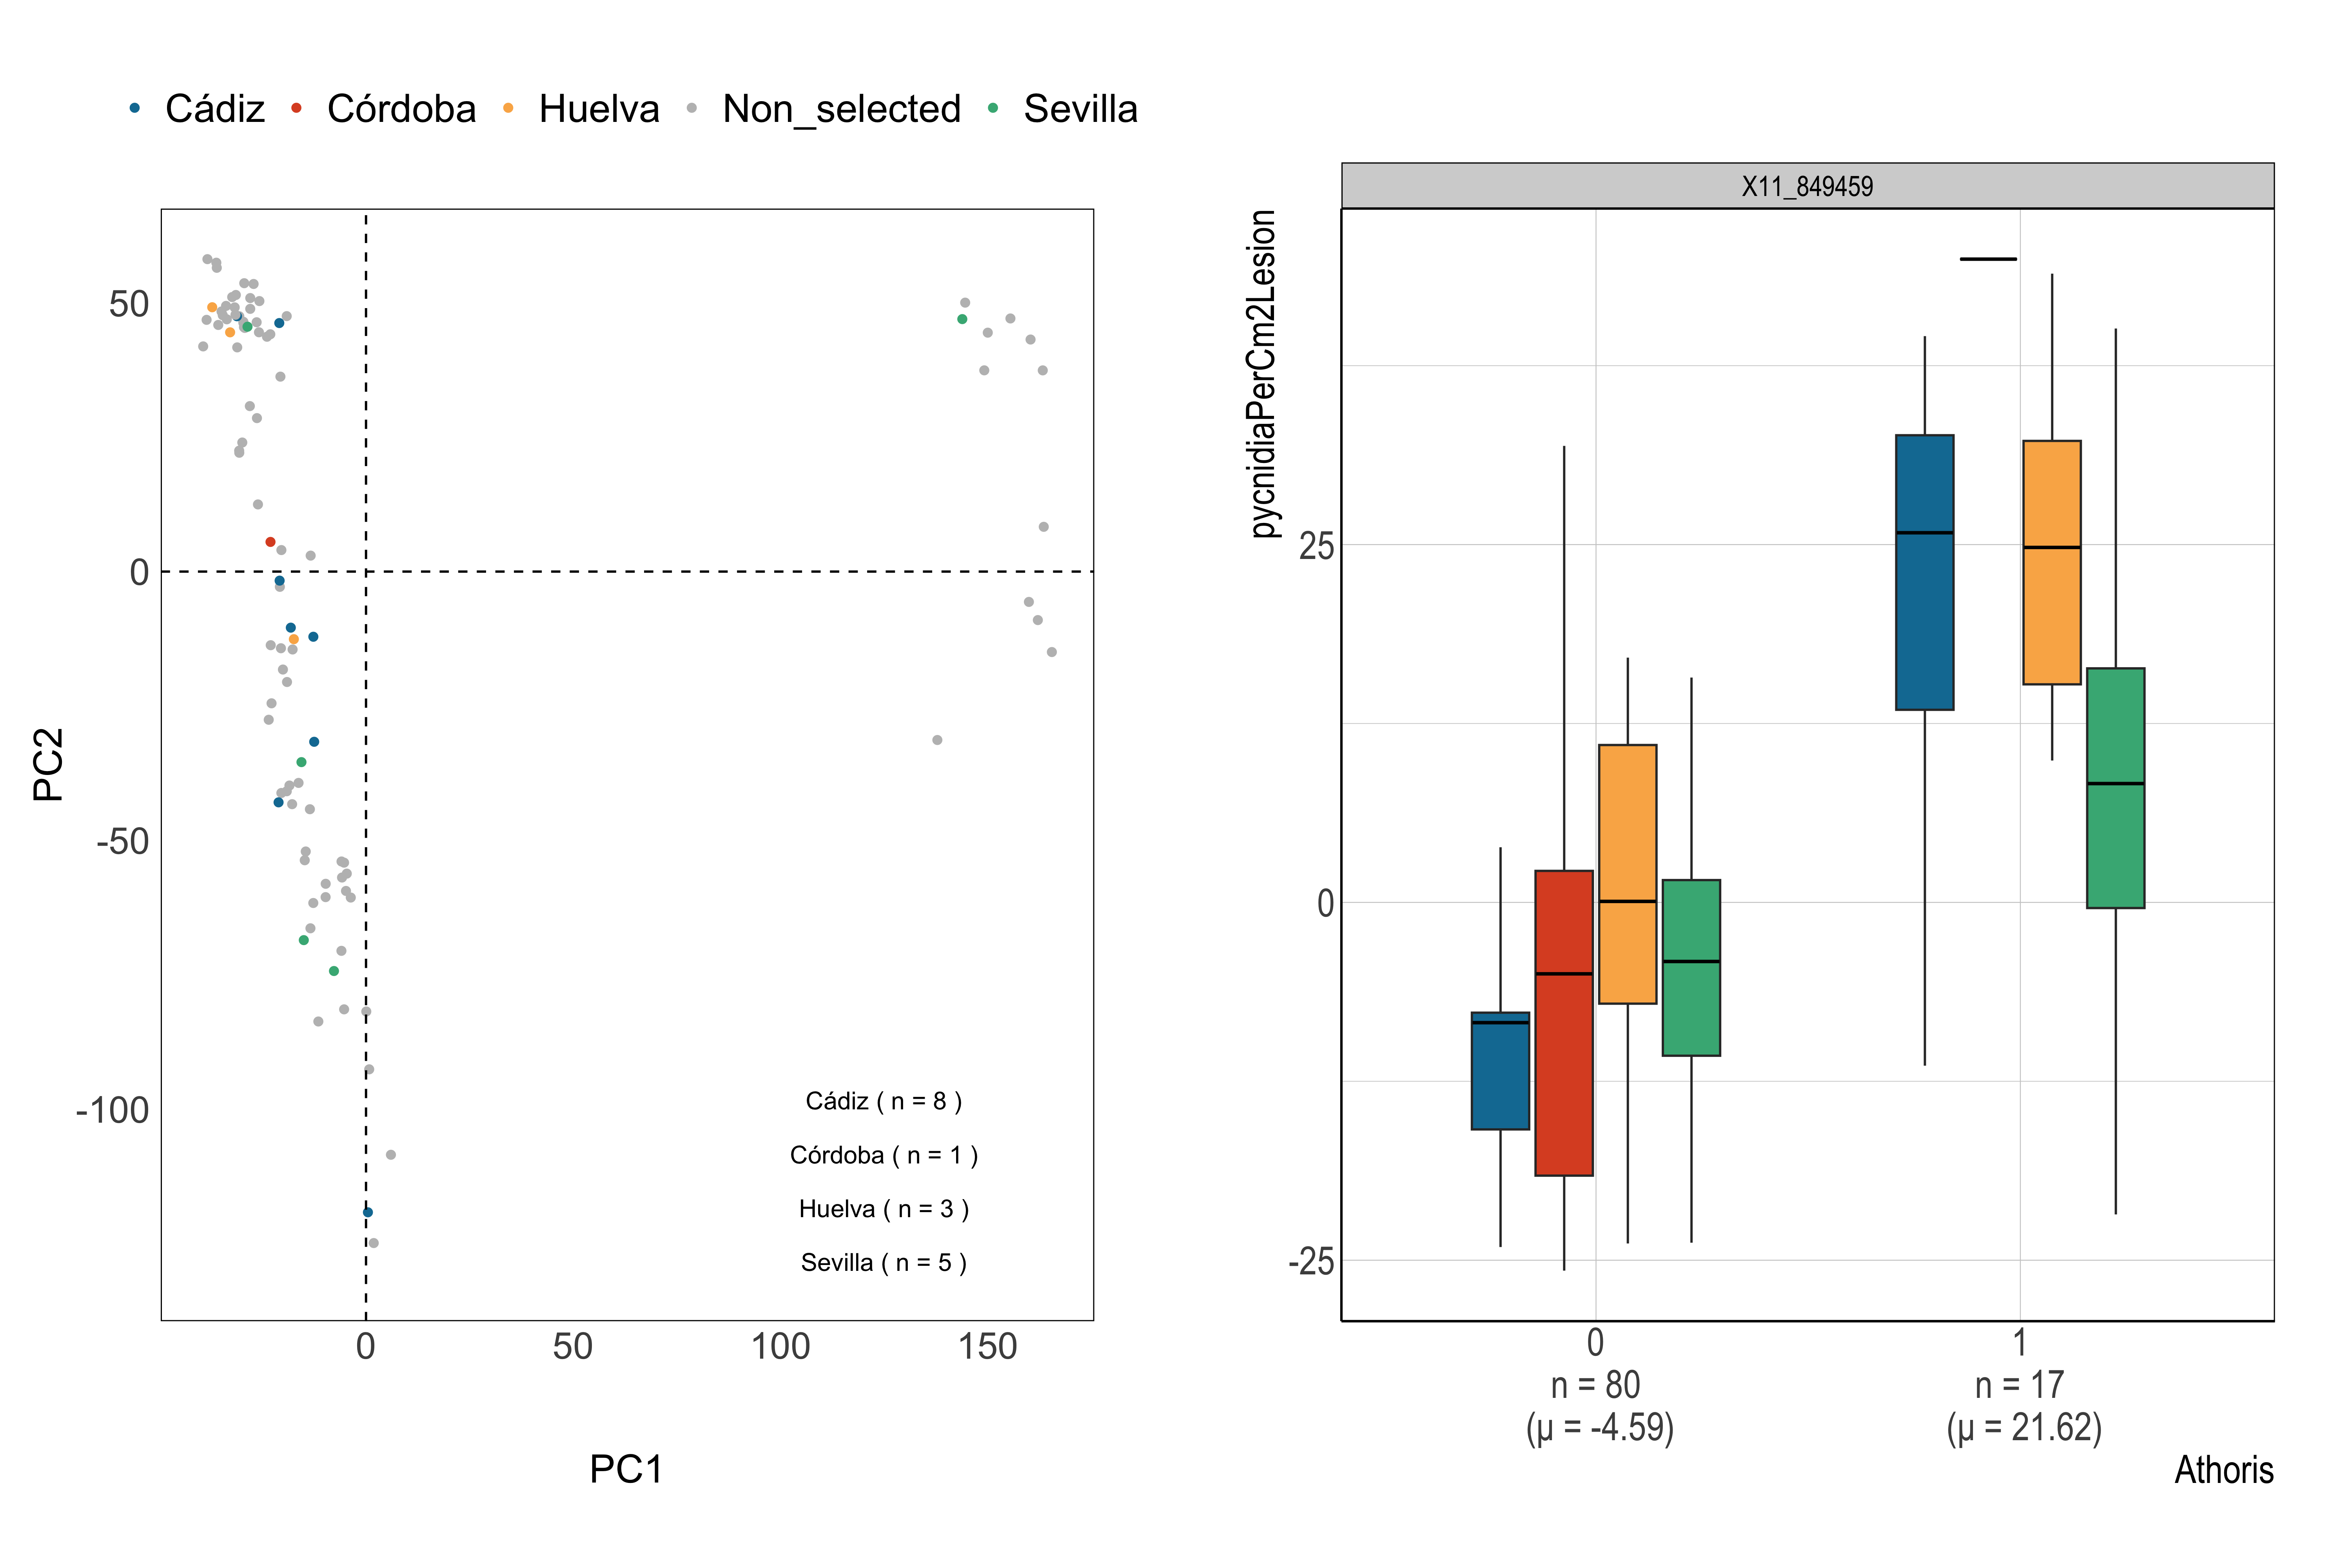 Cádiz Córdoba Huelva Non_selected Sevilla
PC2
50
0
-50
-100
Cádiz ( n = 8 )
Córdoba ( n = 1 )
Huelva ( n = 3 )
Sevilla ( n = 5 )
0 50 100 150
PC1
X11_849459
pycnidiaPerCm2Lesion
25
0
-25
0 1
n = 80 n = 17
(μ = -4.59) (μ = 21.62)
Athoris